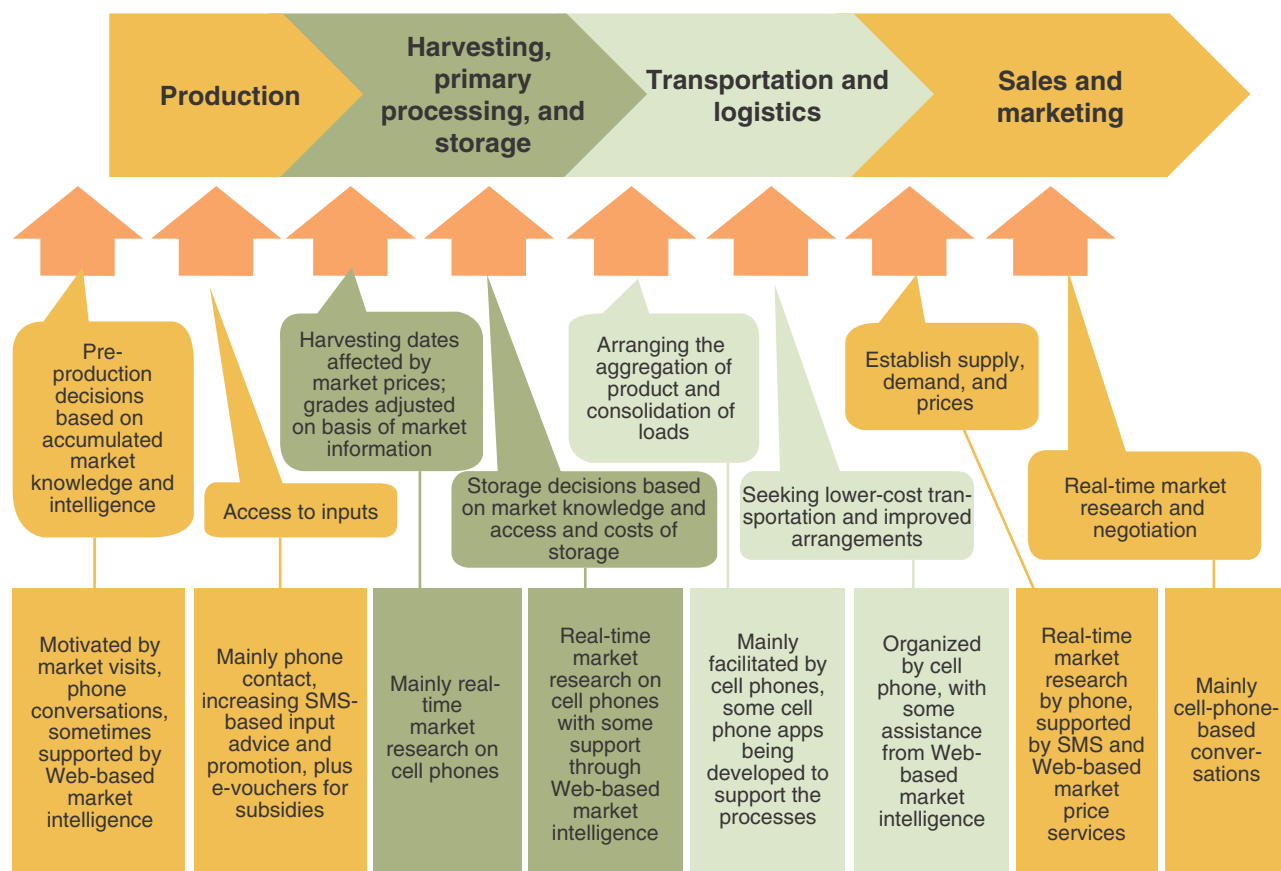 Production
Harvesting,
primary
processing, and
storage
Transportation and
logistics
Sales and
marketing
Pre-
production
decisions
based on
accumulated
market
knowledge and
intelligence
Access to inputs
Harvesting dates
affected by
market prices;
grades adjusted
on basis of market
information
Storage decisions based
on market knowledge and
access and costs of
storage
Arranging the
aggregation of
product and
consolidation of
loads
Seeking lower-cost tran-
sportation and improved
arrangements
Establish supply,
demand, and
prices
Real-time market
research and
negotiation
Motivated by
market visits,
phone
conversations,
sometimes
supported by
Web-based
market
intelligence
Mainly phone
contact,
increasing SMS-
based input
advice and
promotion, plus
e-vouchers for
subsidies
Mainly real-
time
market
research on
cell phones
Real-time
market
research on
cell phones
with some
support
through
Web-based
market
intelligence
Mainly
facilitated by
cell phones,
some cell
phone apps
being
developed to
support the
processes
Organized
by cell
phone, with
some
assistance
from Web-
based
market
intelligence
Real-time
market
research
by phone,
supported
by SMS and
Web-based
market
price
services
Mainly
cell-phone-
based
conver-
sations